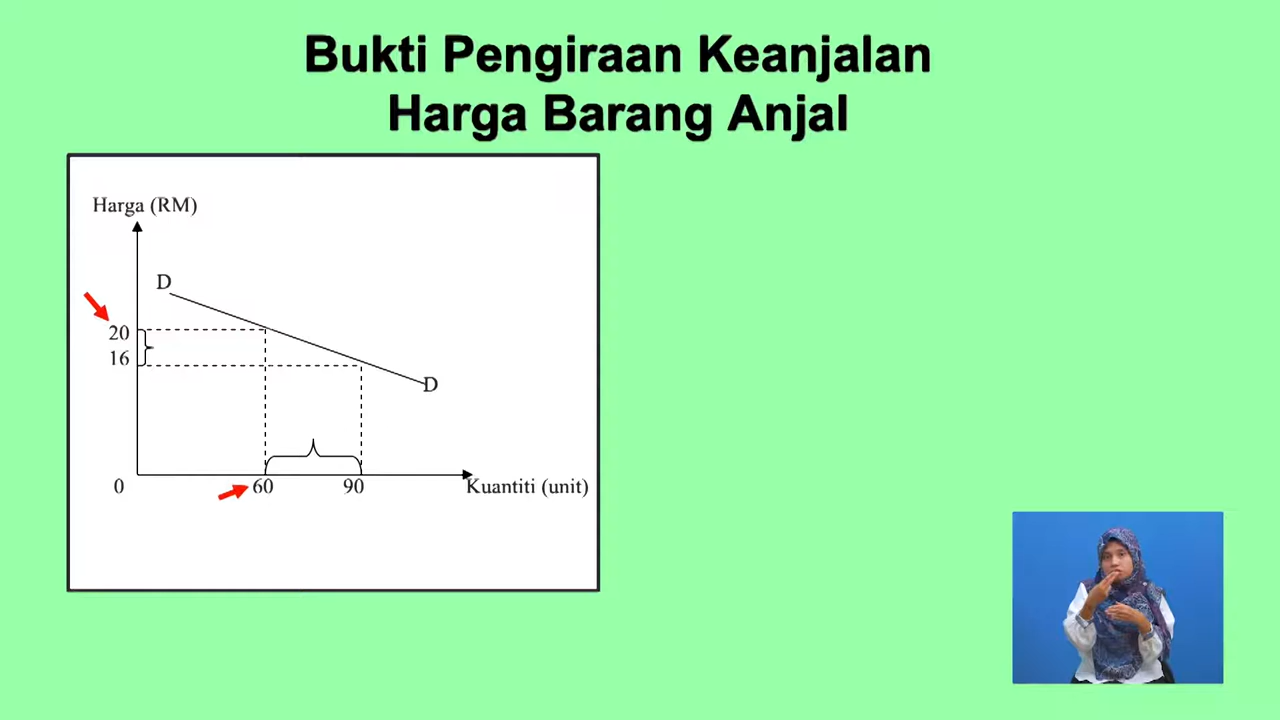 Bukti Pengiraan Keanjalan
Harga Barang Anjal
Harga (RM)
D
20
16
D
0
60
90
Kuantiti (unit)